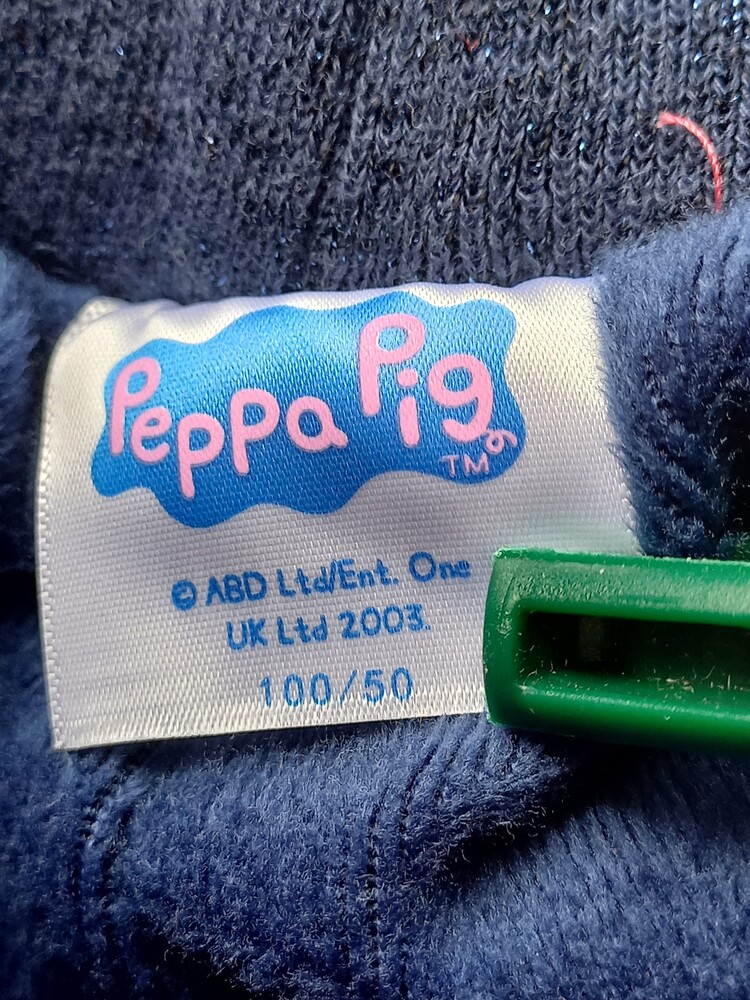 Peppa Pig
TM
© ABD Ltd/Ent. One
UK Ltd 2003.
100/50